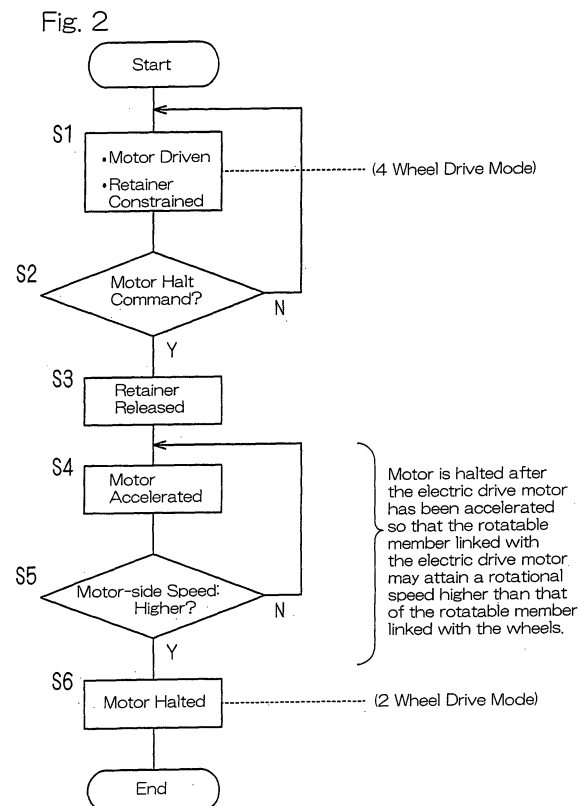 Fig. 2
Start
S1
• Motor Driven
• Retainer
Constrained
(4 Wheel Drive Mode)
S2
Motor Halt
Command?
N
Y
S3
Retainer
Released
S4
Motor
Accelerated
Motor is halted after
the electric drive motor
has been accelerated
so that the rotatable
member linked with
the electric drive motor
may attain a rotational
speed higher than that
of the rotatable member
linked with the wheels.
S5
Motor-side Speed:
Higher?
N
Y
S6
Motor Halted
(2 Wheel Drive Mode)
End